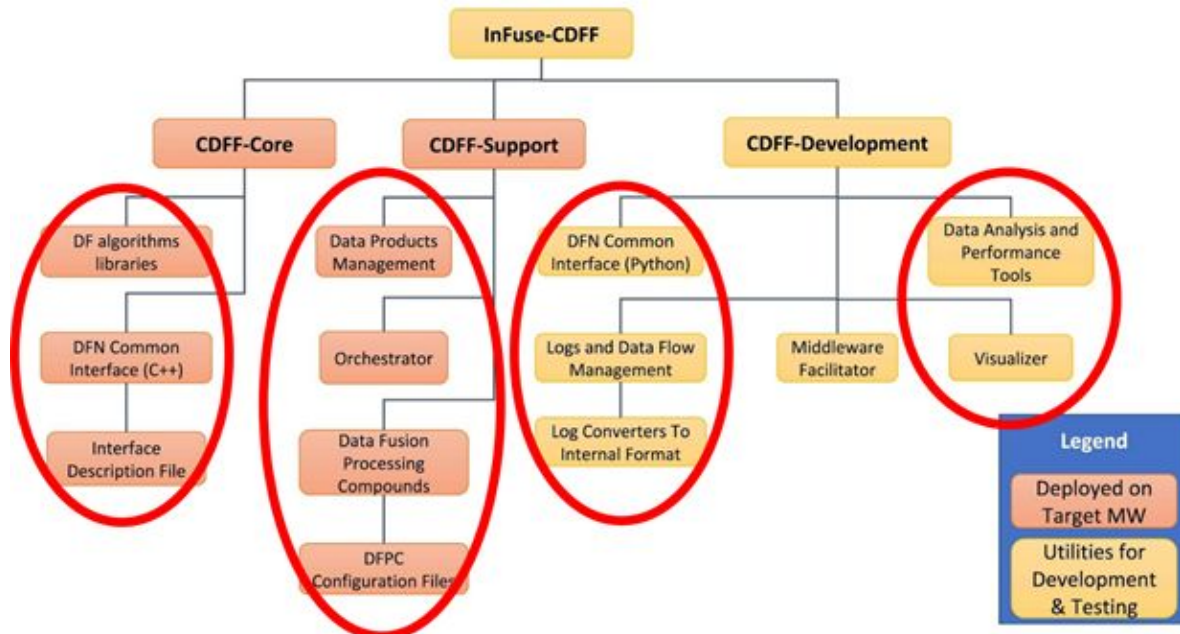 InFuse-CDFF
CDFF-Core
CDFF-Support
CDFF-Development
DF algorithms
libraries
Data Products
Management
DFN Common
Interface (Python)
Data Analysis and
Performance
Tools
DFN Common
Interface (C++)
Orchestrator
Logs and Data Flow
Management
Middleware
Facilitator
Visualizer
Interface
Description File
Data Fusion
Processing
Compounds
Log Converters To
Internal Format
DFPC
Configuration Files
Legend
Deployed on
Target MW
Utilities for
Development
& Testing